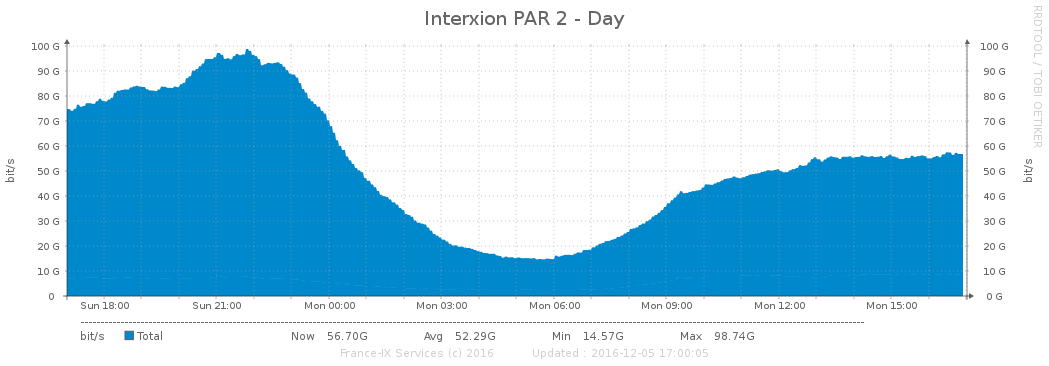 Interxion PAR 2 - Day
RRDTOOL / TOBI OETIKER
bit/s
100 G 100 G
90 G 90 G
80 G 80 G
70 G 70 G
60 G 60 G
50 G 50 G
40 G 40 G
30 G 30 G
20 G 20 G
10 G 10 G
0 0 G
bit/s
Sun 18:00 Sun 21:00 Mon 00:00 Mon 03:00 Mon 06:00 Mon 09:00 Mon 12:00 Mon 15:00
bit/s Total Now 56.70G Avg 52.29G Min 14.57G Max 98.74G
France-IX Services (c) 2016 Updated : 2016-12-05 17:00:05